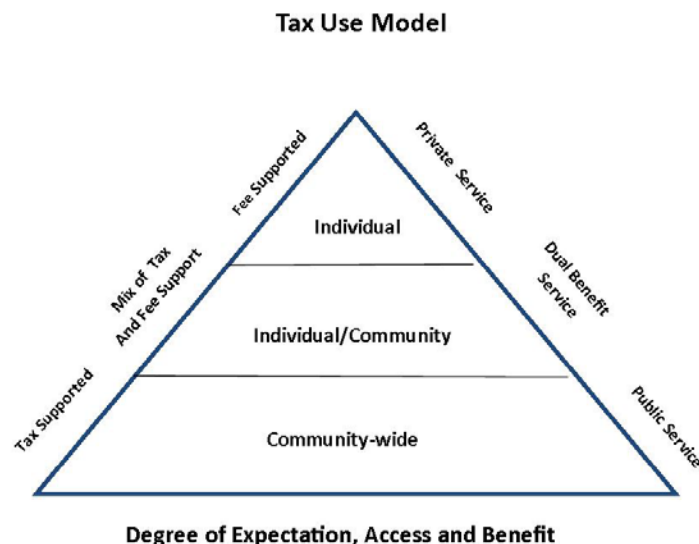 Tax Use Model
Fee Supported
Private Service
Individual
Mix of Tax
And Fee Support
Dual Benefit
Service
Individual/Community
Tax Supported
Public Service
Community-wide
Degree of Expectation, Access and Benefit